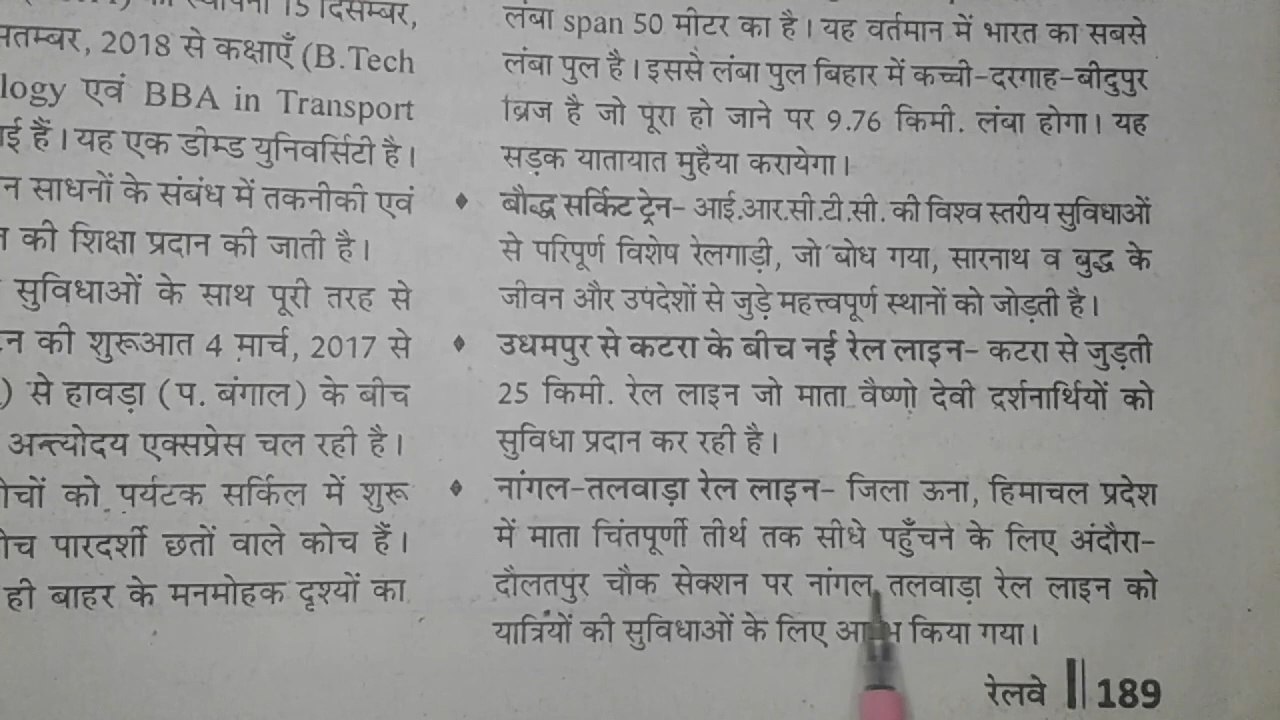 स्थापना 15 दिसम्बर,
2018 से कक्षाएँ (B.Tech
एवं BBA in Transport
हैं। यह एक डीम्ड युनिवर्सिटी है।
साधनों के संबंध में तकनीकी एवं
की शिक्षा प्रदान की जाती है।
सुविधाओं के साथ पूरी तरह से
की शुरूआत 4 मार्च, 2017 से
) से हावड़ा (प. बंगाल) के बीच
अन्त्योदय एक्सप्रेस चल रही है।
को पर्यटक सर्किल में शुरू
पारदर्शी छतों वाले कोच हैं।
ही बाहर के मनमोहक दृश्यों का
लंबा span 50 मीटर का है। यह वर्तमान में भारत का सबसे
लंबा पुल है। इससे लंबा पुल बिहार में कच्ची-दरगाह-बीदुपुर
ब्रिज है जो पूरा हो जाने पर 9.76 किमी. लंबा होगा। यह
सड़क यातायात मुहैया करायेगा।
♦ बौद्ध सर्किट ट्रेन- आई.आर.सी.टी.सी. की विश्व स्तरीय सुविधाओं
से परिपूर्ण विशेष रेलगाड़ी, जो बोध गया, सारनाथ व बुद्ध के
जीवन और उपदेशों से जुड़े महत्त्वपूर्ण स्थानों को जोड़ती है।
♦ उधमपुर से कटरा के बीच नई रेल लाइन- कटरा से जुड़ती
25 किमी. रेल लाइन जो माता वैष्णो देवी दर्शनार्थियों को
सुविधा प्रदान कर रही है।
♦ नांगल-तलवाड़ा रेल लाइन- जिला ऊना, हिमाचल प्रदेश
में माता चिंतपूर्णी तीर्थ तक सीधे पहुँचने के लिए अंदौरा-
दौलतपुर चौक सेक्शन पर नांगल तलवाड़ा रेल लाइन को
यात्रियों की सुविधाओं के लिए किया गया।
रेलवे || 189